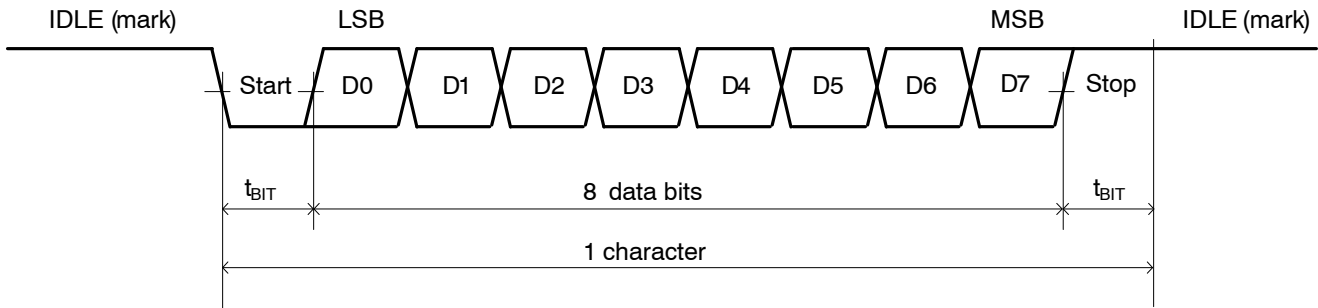 IDLE (mark) LSB MSB IDLE (mark)
Start D0 D1 D2 D3 D4 D5 D6 D7 Stop
tBIT 8 data bits tBIT
1 character